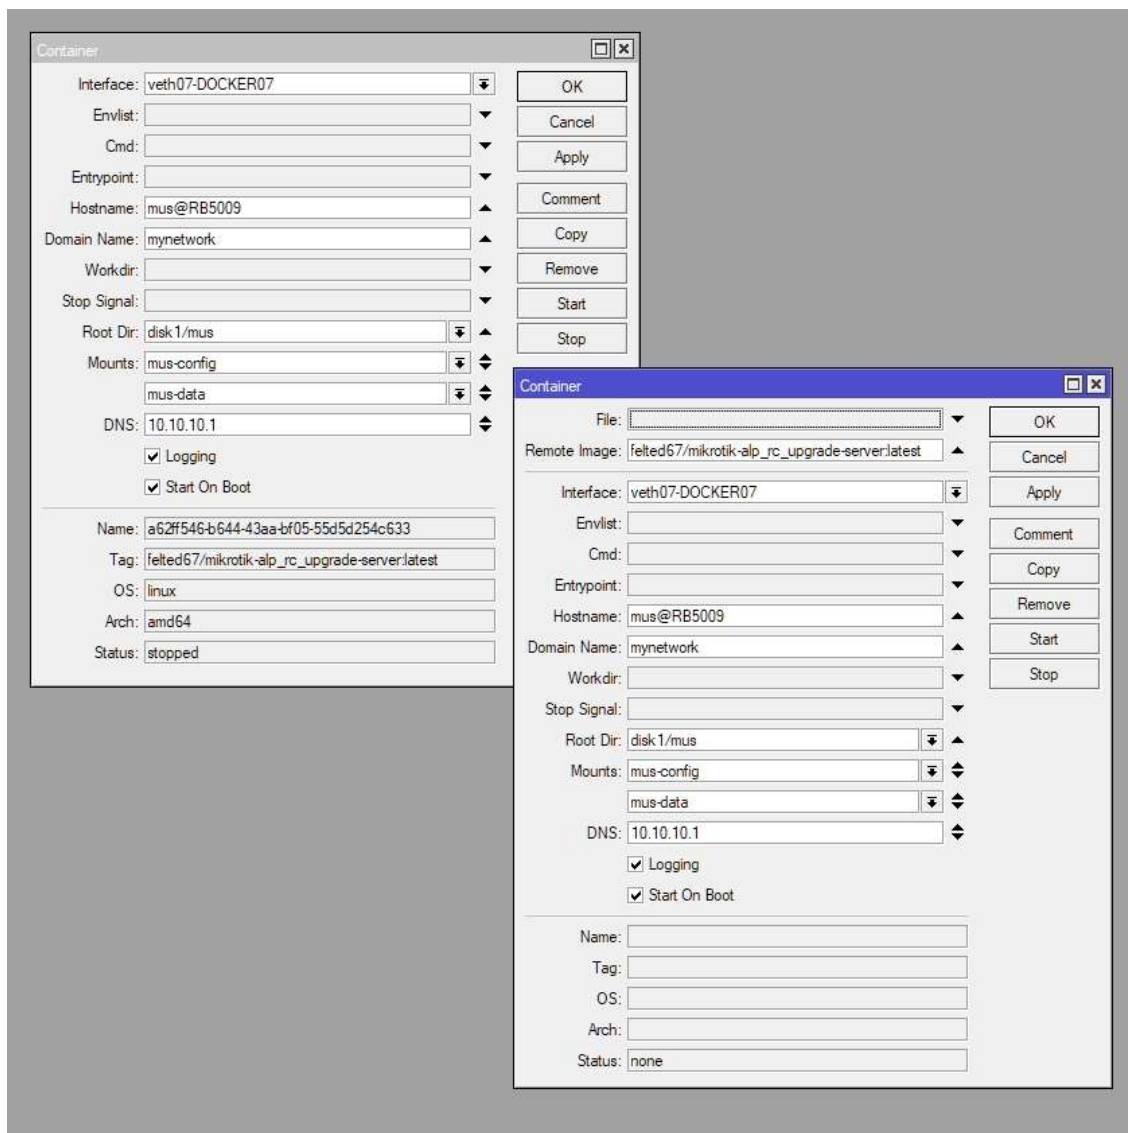 Container
Interface: veth07-DOCKER07
OK
Envlist:
Cancel
Cmd:
Apply
Entrypoint:
Hostname: mus@RB5009
Comment
Domain Name: mynetwork
Copy
Workdir:
Remove
Stop Signal:
Start
Root Dir: disk1/mus
Stop
Mounts: mus-config
mus-data
DNS: 10.10.10.1
Logging
Start On Boot
Name: a62ff546-b644-43aa-bf05-55d5d254c633
Tag: felted67/mikrotik-alp_rc_upgrade-server:latest
OS: linux
Arch: amd64
Status: stopped
Container
File:
OK
Remote Image: felted67/mikrotik-alp_rc_upgrade-server:latest
Cancel
Interface: veth07-DOCKER07
Apply
Envlist:
Comment
Cmd:
Copy
Entrypoint:
Remove
Hostname: mus@RB5009
Start
Domain Name: mynetwork
Workdir:
Stop
Stop Signal:
Root Dir: disk1/mus
Mounts: mus-config
mus-data
DNS: 10.10.10.1
Logging
Start On Boot
Name:
Tag:
OS:
Arch:
Status: none